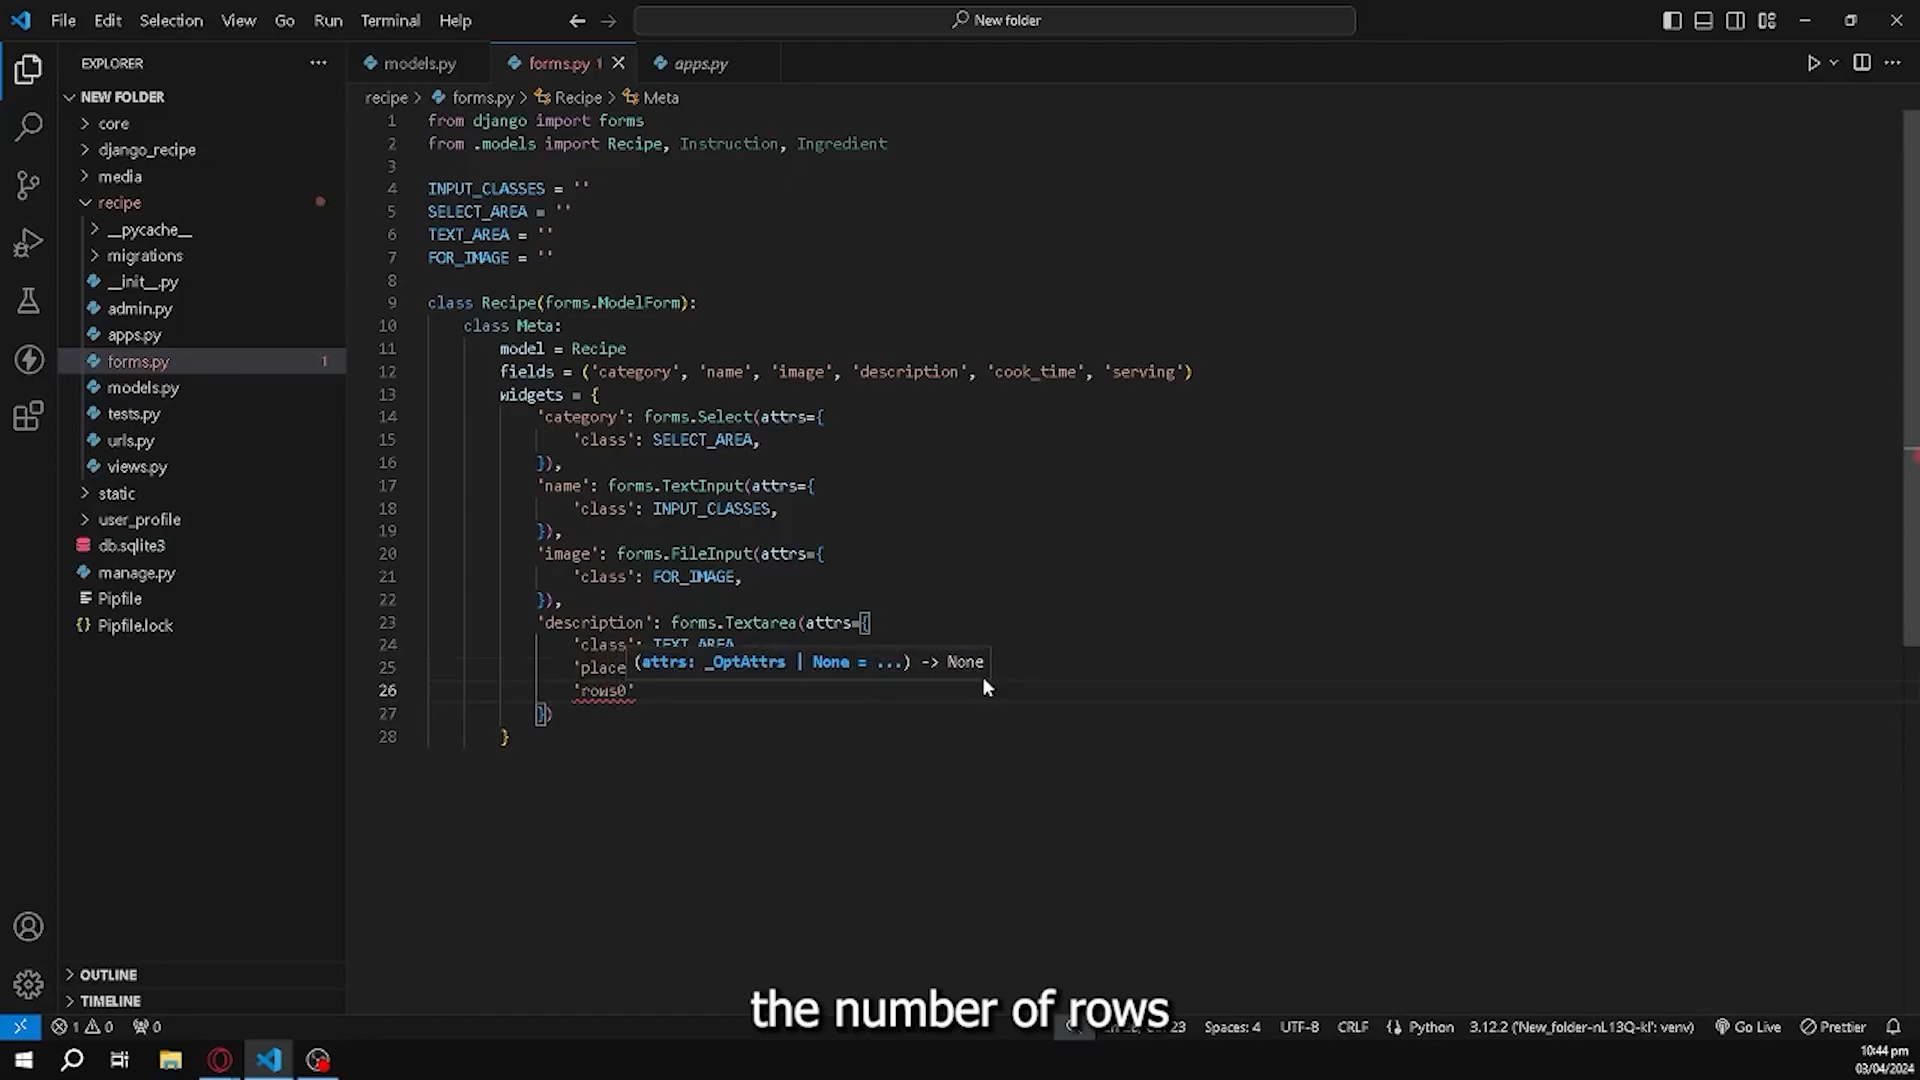 File Edit Selection View Go Run Terminal Help
New folder
EXPLORER
models.py
forms.py 1
apps.py
NEW FOLDER
core
django_recipe
media
recipe
__pycache__
migrations
__init__.py
admin.py
apps.py
forms.py 1
models.py
tests.py
urls.py
views.py
static
user_profile
db.sqlite3
manage.py
Pipfile
Pipfile.lock
OUTLINE
TIMELINE
recipe > forms.py > Recipe > Meta
1 from django import forms
2 from .models import Recipe, Instruction, Ingredient
3
4 INPUT_CLASSES = ''
5 SELECT_AREA = ''
6 TEXT_AREA = ''
7 FOR_IMAGE = ''
8
9 class Recipe(forms.ModelForm):
10 class Meta:
11 model = Recipe
12 fields = ('category', 'name', 'image', 'description', 'cook_time', 'serving')
13 widgets = {
14 'category': forms.Select(attrs={
15 'class': SELECT_AREA,
16 }),
17 'name': forms.TextInput(attrs={
18 'class': INPUT_CLASSES,
19 }),
20 'image': forms.FileInput(attrs={
21 'class': FOR_IMAGE,
22 }),
23 'description': forms.Textarea(attrs={
24 'class': TEXT_AREA
25 'place (attrs: _OptAttrs | None = ...) -> None
26 'rows0'
27 })
28 }
the number of rows
1 0 0
23 Spaces: 4 UTF-8 CRLF Python 3.12.2 ('New_folder-nL13Q-kl': venv) Go Live Prettier
10:44 pm
03/04/2024